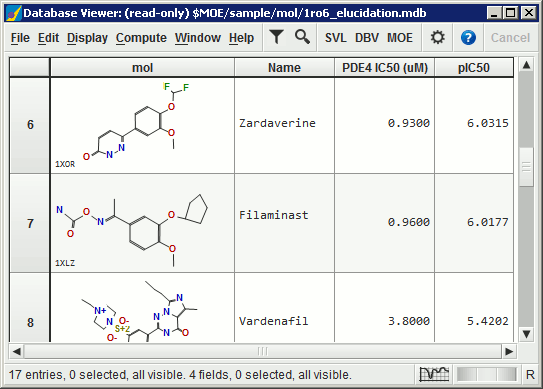 Database Viewer: (read-only) $MOE/sample/mol/1ro6_elucidation.mdb
File Edit Display Compute Window Help SVL DBV MOE Cancel
mol Name PDE4 IC50 (uM) pIC50
6 Zardaverine 0.9300 6.0315
F F
O
O
O N N
1XOR
7 Filaminast 0.9600 6.0177
N O N O
O
O
1XLZ
8 Vardenafil 3.8000 5.4202
N+ O- N
N
N S+2 N N
O- O
17 entries, 0 selected, all visible. 4 fields, 0 selected, all visible. R